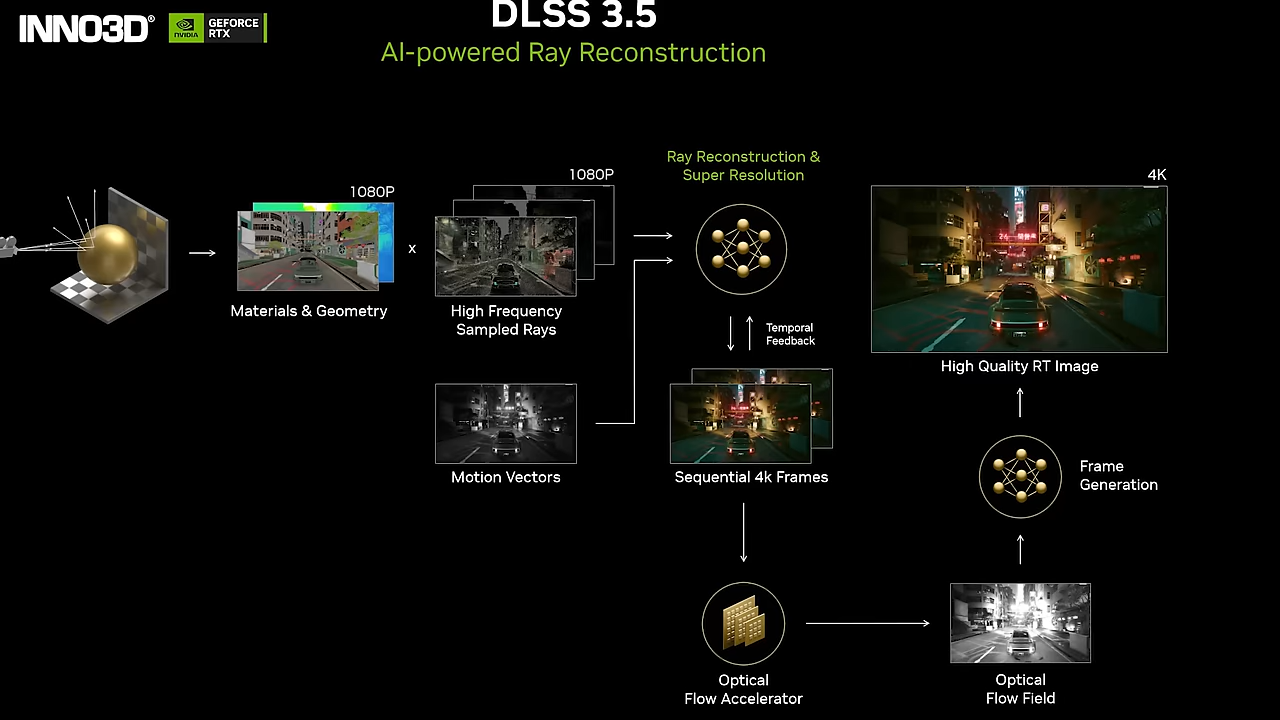 INNO3D®
NVIDIA
GEFORCE
RTX
DLSS 3.5
AI-powered Ray Reconstruction
1080P
Materials & Geometry
x
1080P
High Frequency
Sampled Rays
Motion Vectors
Ray Reconstruction &
Super Resolution
Temporal
Feedback
Sequential 4k Frames
Optical
Flow Accelerator
Optical
Flow Field
Frame
Generation
4K
High Quality RT Image